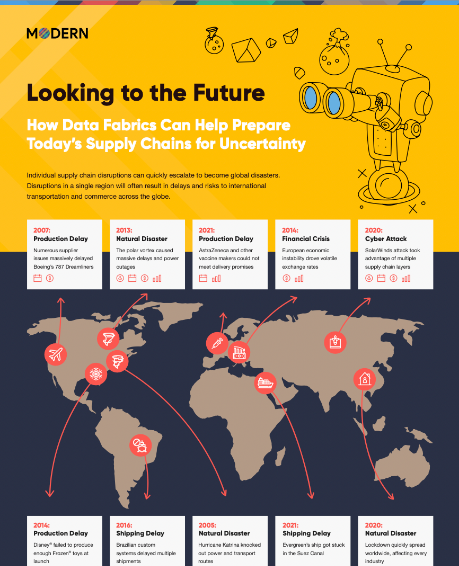 MODERN
Looking to the Future
How Data Fabrics Can Help Prepare
Today's Supply Chains for Uncertainty
Individual supply chain disruptions can quickly escalate to become global disasters.
Disruptions in a single region will often result in delays and risks to international
transportation and commerce across the globe.
2007:
Production Delay
Numerous supplier
issues massively delayed
Boeing's 787 Dreamliners
2013:
Natural Disaster
The polar vortex caused
massive delays and power
outages
2021:
Production Delay
AstraZeneca and other
vaccine makers could not
meet delivery promises
2014:
Financial Crisis
European economic
instability drove volatile
exchange rates
2020:
Cyber Attack
SolarWinds attack took
advantage of multiple
supply chain layers
2014:
Production Delay
Disney® failed to produce
enough Frozen® toys at
launch
2016:
Shipping Delay
Brazilian custom
systems delayed multiple
shipments
2005:
Natural Disaster
Hurricane Katrina knocked
out power and transport
routes
2021:
Shipping Delay
Evergreen's ship got stuck
in the Suez Canal
2020:
Natural Disaster
Lockdown quickly spread
worldwide, affecting every
industry